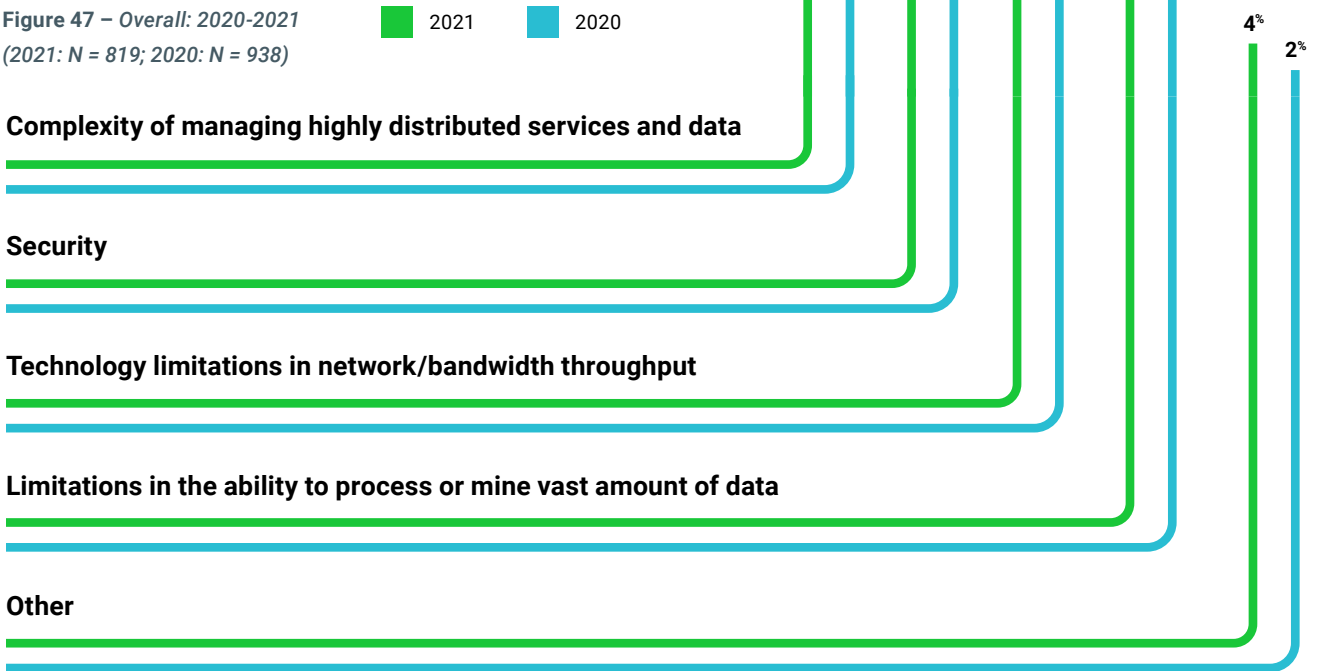 Figure 47 – Overall: 2020-2021
(2021: N = 819; 2020: N = 938)
2021
2020
4%
2%
Complexity of managing highly distributed services and data
Security
Technology limitations in network/bandwidth throughput
Limitations in the ability to process or mine vast amount of data
Other